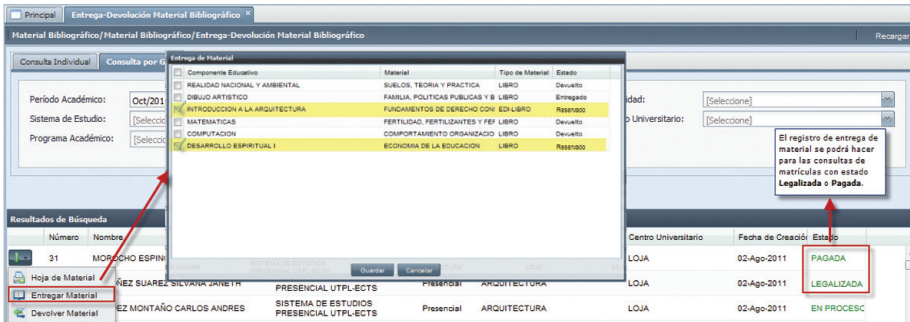 Principal Entrega-Devolución Material Bibliográfico ×
Material Bibliográfico/Material Bibliográfico/Entrega-Devolución Material Bibliográfico Recargar
Consulta Individual Consulta por G
Entrega de Material
Componente Educativo Material Tipo de Material Estado
REALIDAD NACIONAL Y AMBIENTAL SUELOS, TEORIA Y PRACTICA LIBRO Devuelto
DIBUJO ARTISTICO FAMILIA, POLITICAS PUBLICAS Y B LIBRO Entregado
INTRODUCCION A LA ARQUITECTURA FUNDAMENTOS DE DERECHO CON EDI-LIBRO Reservado
MATEMATICAS FERTILIDAD, FERTILIZANTES Y FER LIBRO Devuelto
COMPUTACION COMPORTAMIENTO ORGANIZACIO LIBRO Devuelto
DESARROLLO ESPIRITUAL I ECONOMIA DE LA EDUCACION LIBRO Reservado
Guardar Cancelar
Período Académico: Oct/201 idad: [Seleccione]
Sistema de Estudio: [Selecci o Universitario: [Seleccione]
Programa Académico: [Selecci
El registro de entrega de
material se podrá hacer
para las consultas de
matrículas con estado
Legalizada o Pagada.
Resultados de Búsqueda
Número Nombre Centro Universitario Fecha de Creación Estado
31 MOROCHO ESPIN LOJA 02-Ago-2011 PAGADA
Hoja de Material
ÑEZ SUAREZ SILVANA JANETH PRESENCIAL UTPL-ECTS Presencial ARQUITECTURA LOJA 02-Ago-2011 LEGALIZADA
Entregar Material
EZ MONTAÑO CARLOS ANDRES SISTEMA DE ESTUDIOS
PRESENCIAL UTPL-ECTS Presencial ARQUITECTURA LOJA 02-Ago-2011 EN PROCESO
Devolver Material